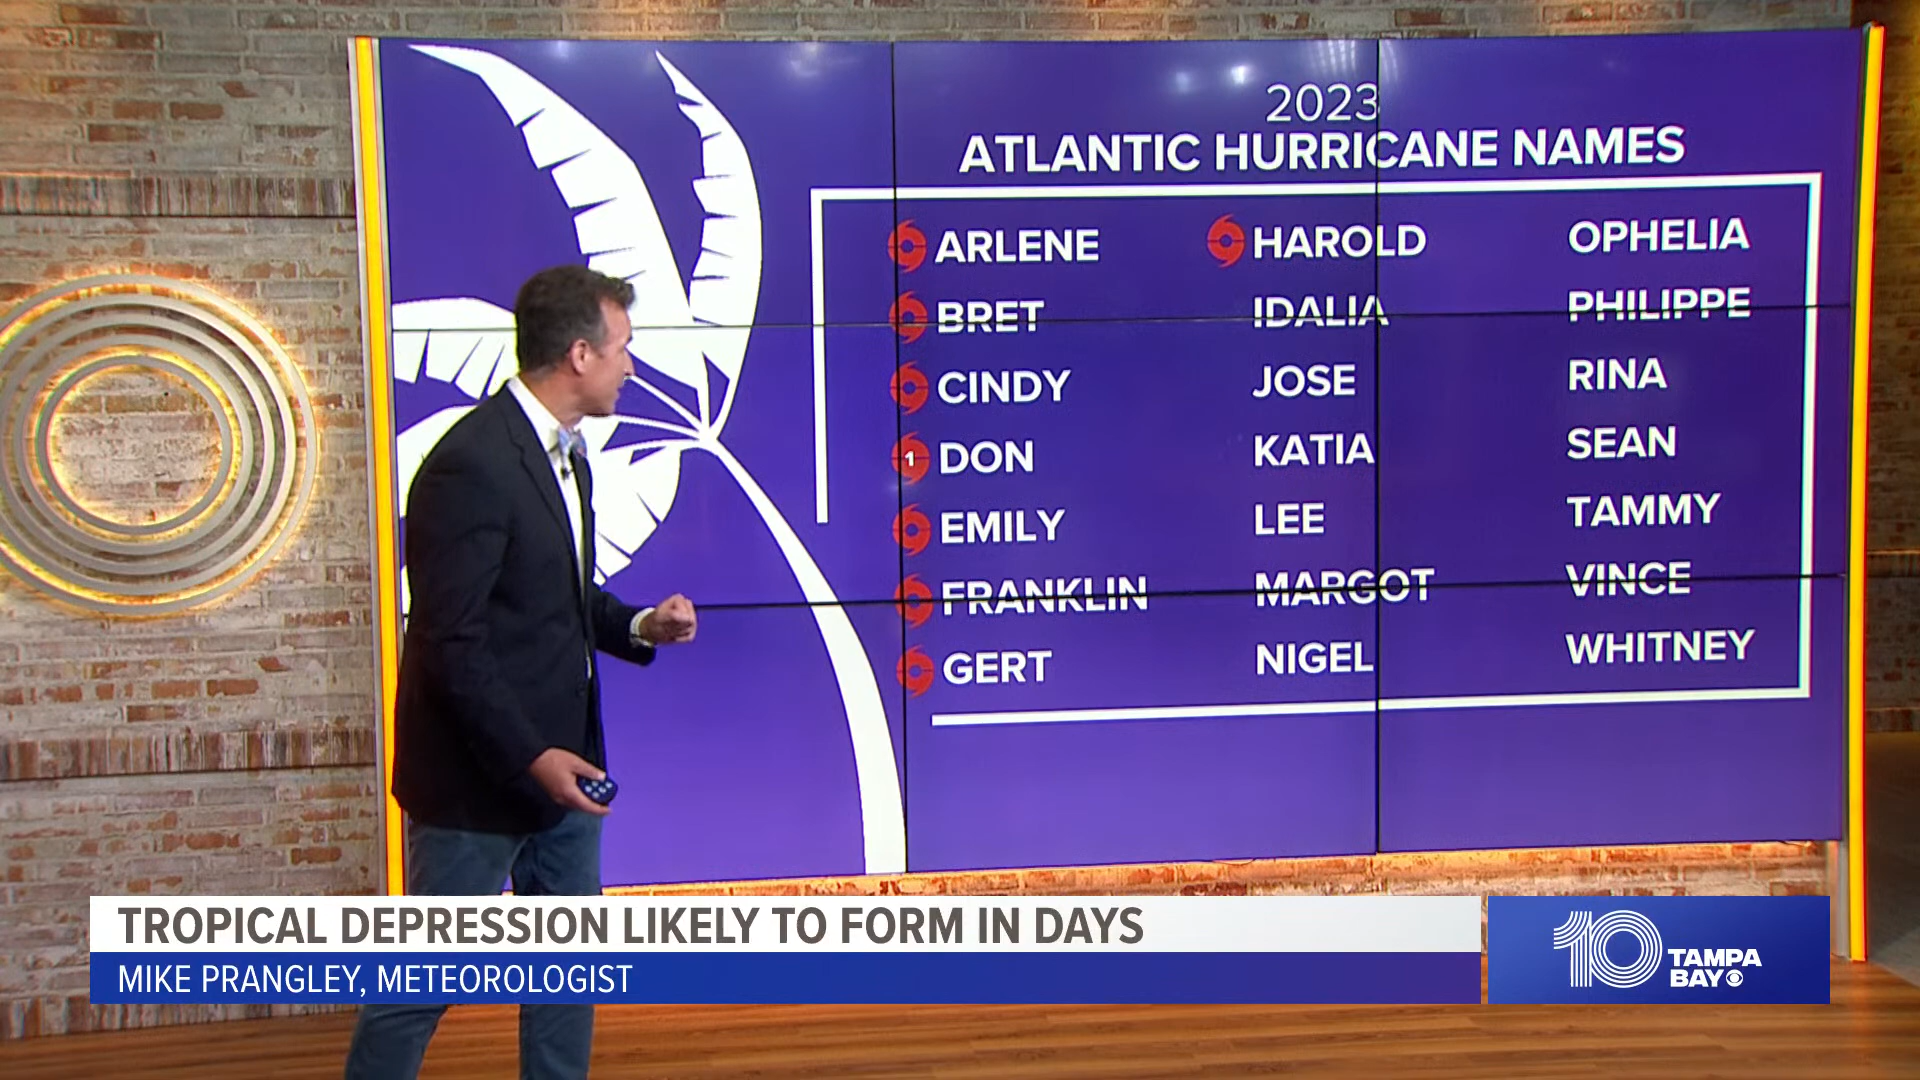 2023
ATLANTIC HURRICANE NAMES
ARLENE
BRET
CINDY
1 DON
EMILY
FRANKLIN
GERT
HAROLD
IDALIA
JOSE
KATIA
LEE
MARGOT
NIGEL
OPHELIA
PHILIPPE
RINA
SEAN
TAMMY
VINCE
WHITNEY
TROPICAL DEPRESSION LIKELY TO FORM IN DAYS
MIKE PRANGLEY, METEOROLOGIST
10 TAMPA
BAY